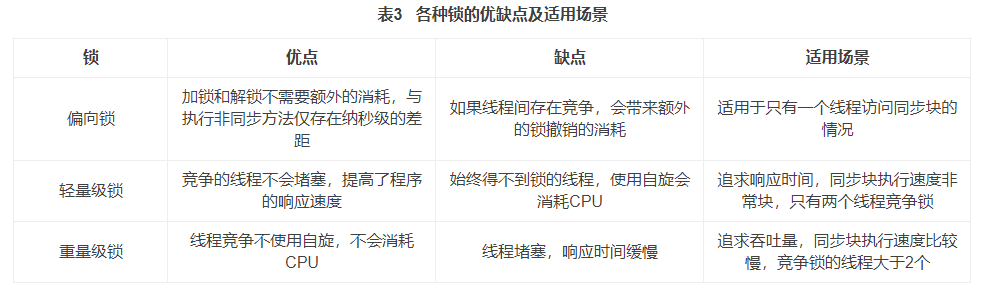 表3 各种锁的优缺点及适用场景
锁 优点 缺点 适用场景
偏向锁
加锁和解锁不需要额外的消耗，与
执行非同步方法仅存在纳秒级的差
距
如果线程间存在竞争，会带来额外
的锁撤销的消耗
适用于只有一个线程访问同步块的
情况
轻量级锁
竞争的线程不会堵塞，提高了程序
的响应速度
始终得不到锁的线程，使用自旋会
消耗CPU
追求响应时间，同步块执行速度非
常块，只有两个线程竞争锁
重量级锁
线程竞争不使用自旋，不会消耗
CPU
线程堵塞，响应时间缓慢
追求吞吐量，同步块执行速度比较
慢，竞争锁的线程大于2个